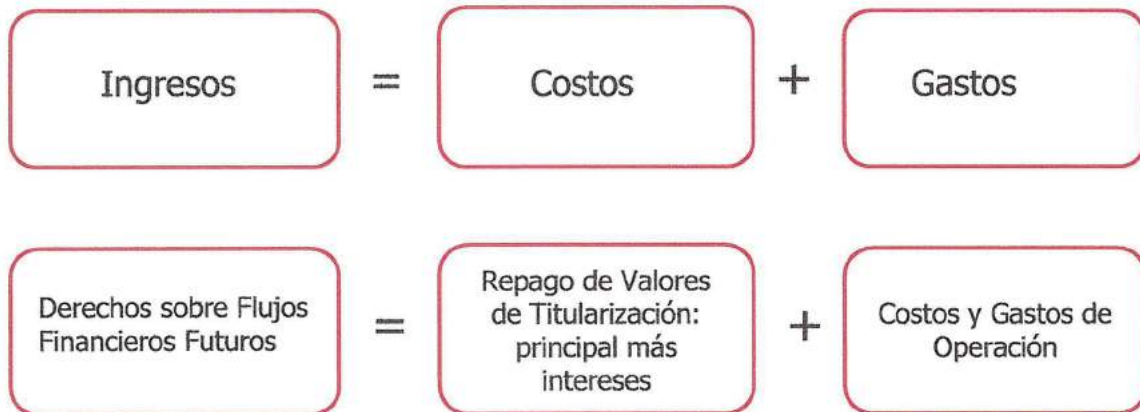 Ingresos = Costos + Gastos
Derechos sobre Flujos
Financieros Futuros
=
Repago de Valores
de Titularización:
principal más
intereses
+
Costos y Gastos de
Operación